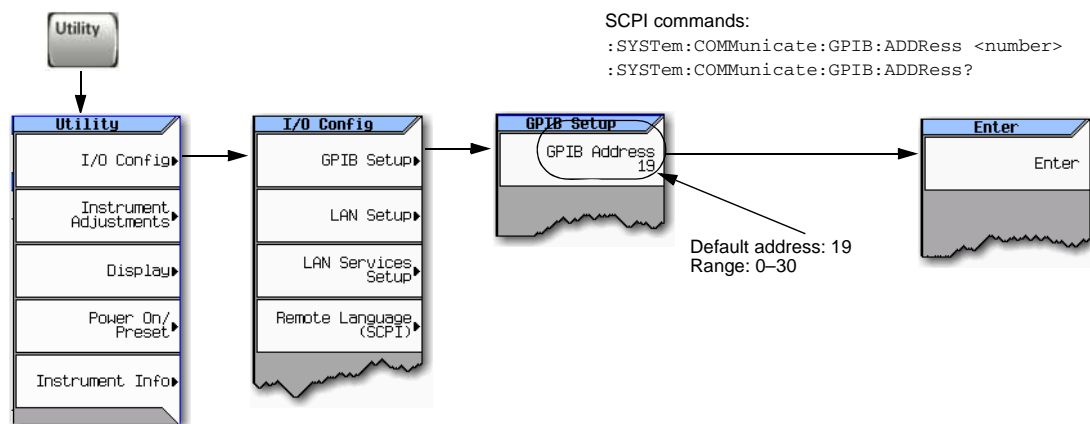 Utility
SCPI commands:
:SYSTem:COMMunicate:GPIB:ADDRess <number>
:SYSTem:COMMunicate:GPIB:ADDRess?
Utility
I/O Config
Instrument
Adjustments
Display
Power On/
Preset
Instrument Info
I/O Config
GPIB Setup
LAN Setup
LAN Services
Setup
Remote Language
(SCPI)
GPIB Setup
GPIB Address
19
Default address: 19
Range: 0–30
Enter
Enter